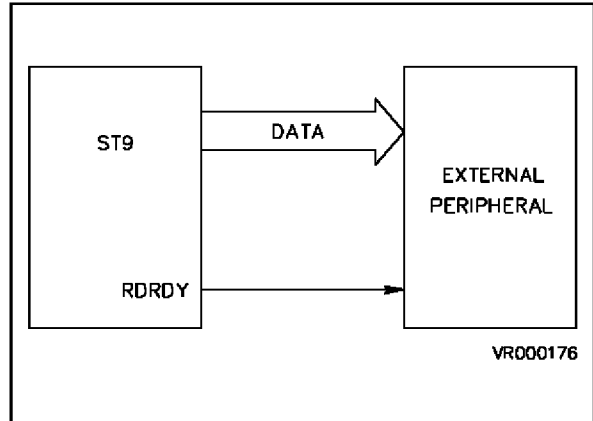 ST9
DATA
EXTERNAL
PERIPHERAL
RDRDY
VR000176